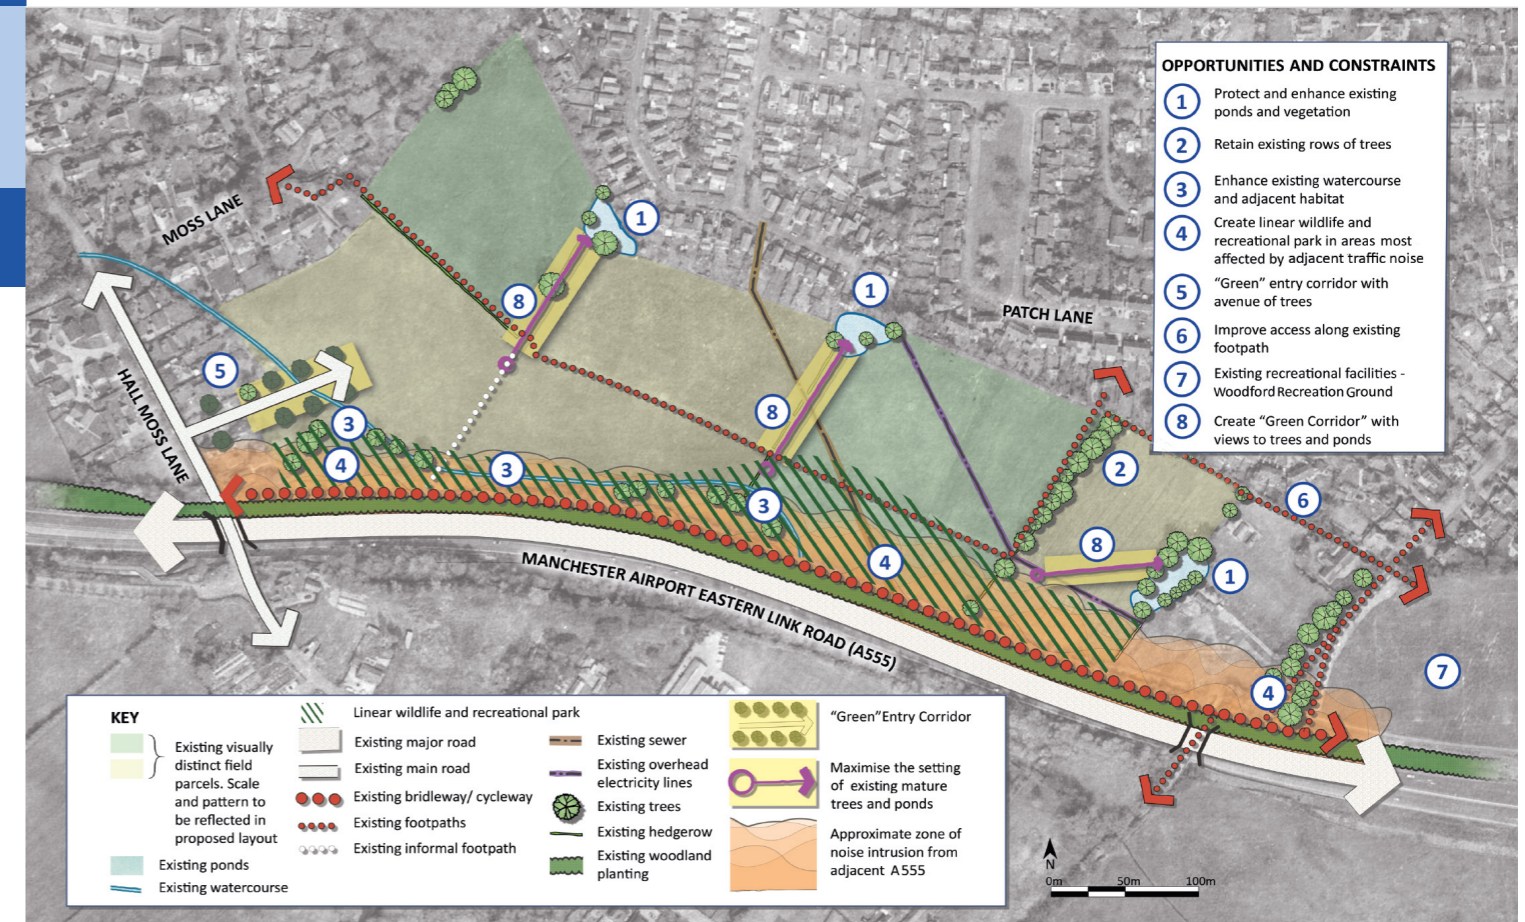 OPPORTUNITIES AND CONSTRAINTS
1 Protect and enhance existing
ponds and vegetation
2 Retain existing rows of trees
3 Enhance existing watercourse
and adjacent habitat
4 Create linear wildlife and
recreational park in areas most
affected by adjacent traffic noise
5 “Green” entry corridor with
avenue of trees
6 Improve access along existing
footpath
7 Existing recreational facilities -
Woodford Recreation Ground
8 Create “Green Corridor” with
views to trees and ponds
MOSS LANE
1
8
1
PATCH LANE
HALL MOSS LANE
5
3
4
3
8
3
2
6
4
8
1
MANCHESTER AIRPORT EASTERN LINK ROAD (A555)
7
4
KEY
Existing visually
distinct field
parcels. Scale
and pattern to
be reflected in
proposed layout
Existing ponds
Existing watercourse
Linear wildlife and recreational park
Existing major road
Existing main road
Existing bridleway/ cycleway
Existing footpaths
Existing informal footpath
Existing sewer
Existing overhead
electricity lines
Existing trees
Existing hedgerow
Existing woodland
planting
“Green”Entry Corridor
Maximise the setting
of existing mature
trees and ponds
Approximate zone of
noise intrusion from
adjacent A555
N
0m 50m 100m